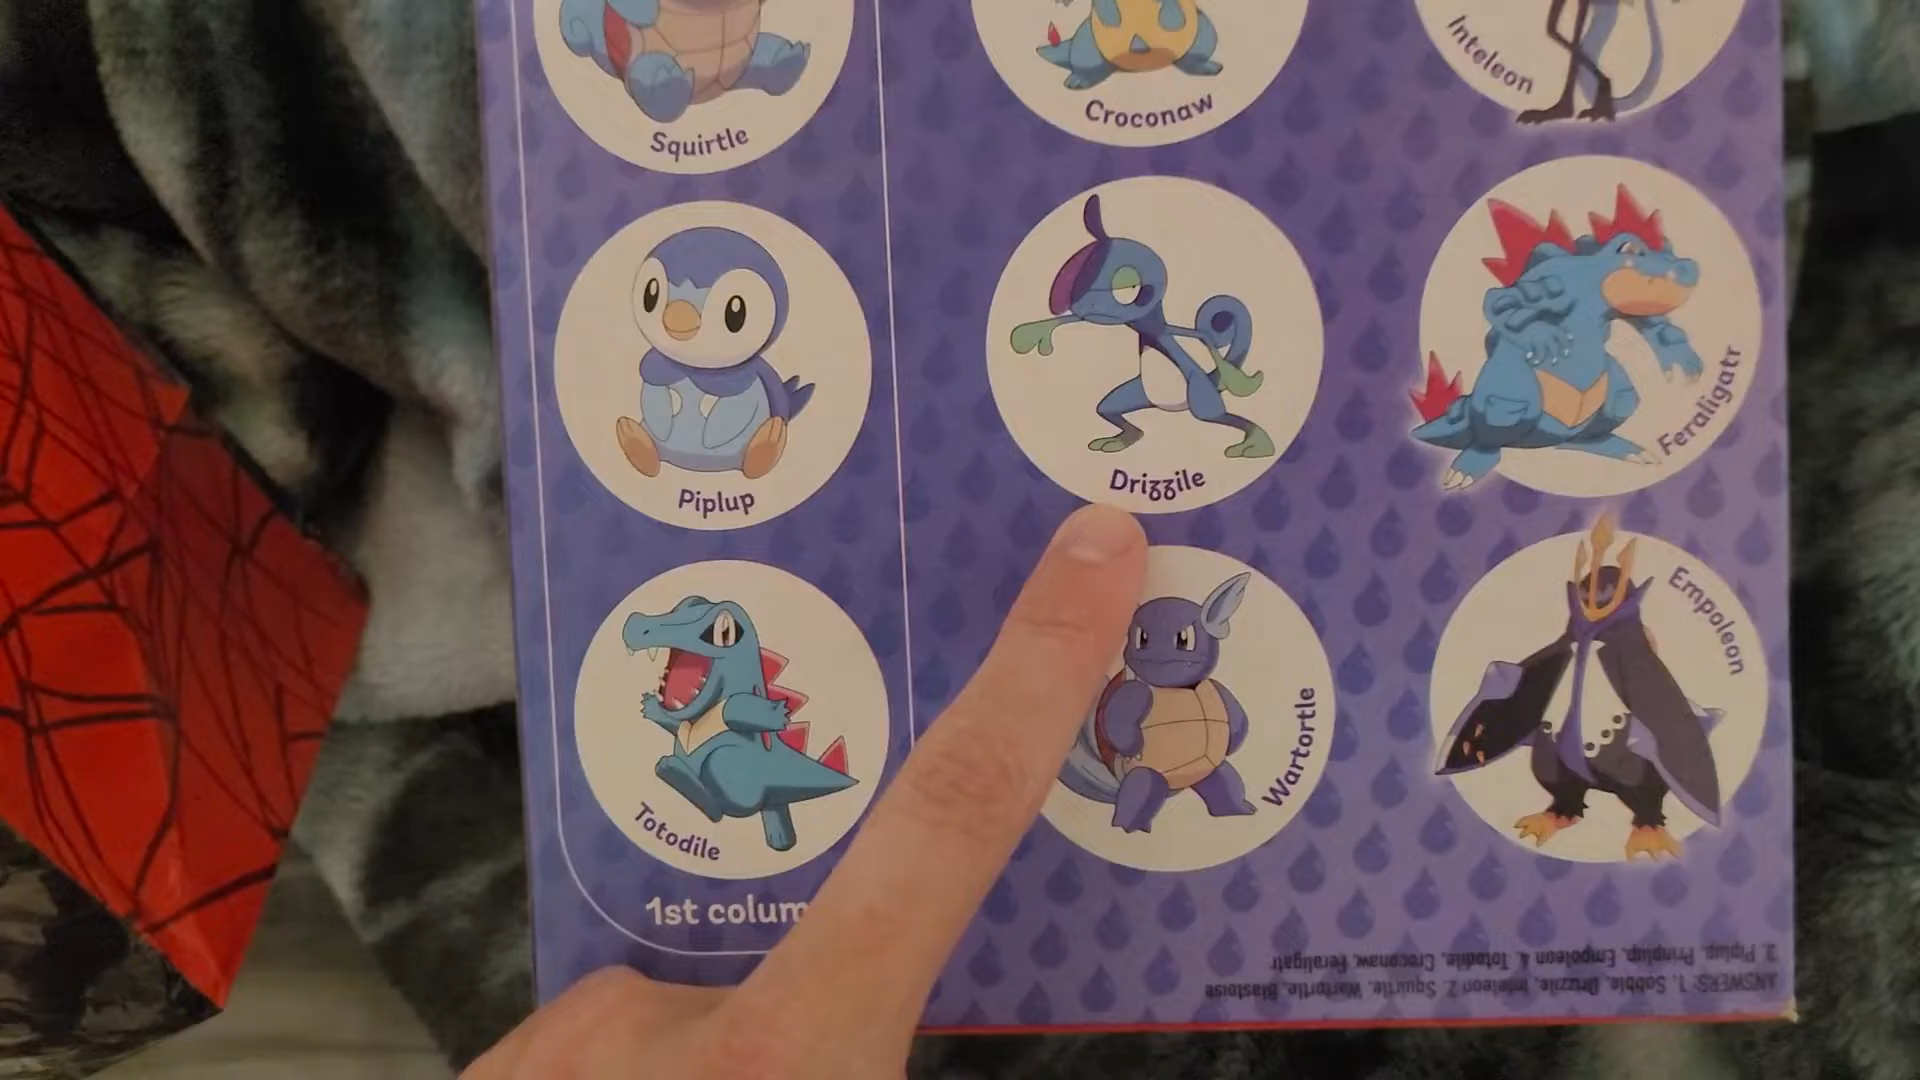 Squirtle
Croconaw
Inteleon
Piplup
Drizzile
Feraligatr
Totodile
Wartortle
Empoleon
1st colum
ANSWERS: 1. Sobble, Drizzile, Inteleon 2. Squirtle, Wartortle, Blastoise
3. Piplup, Prinplup, Empoleon 4. Totodile, Croconaw, Feraligatr